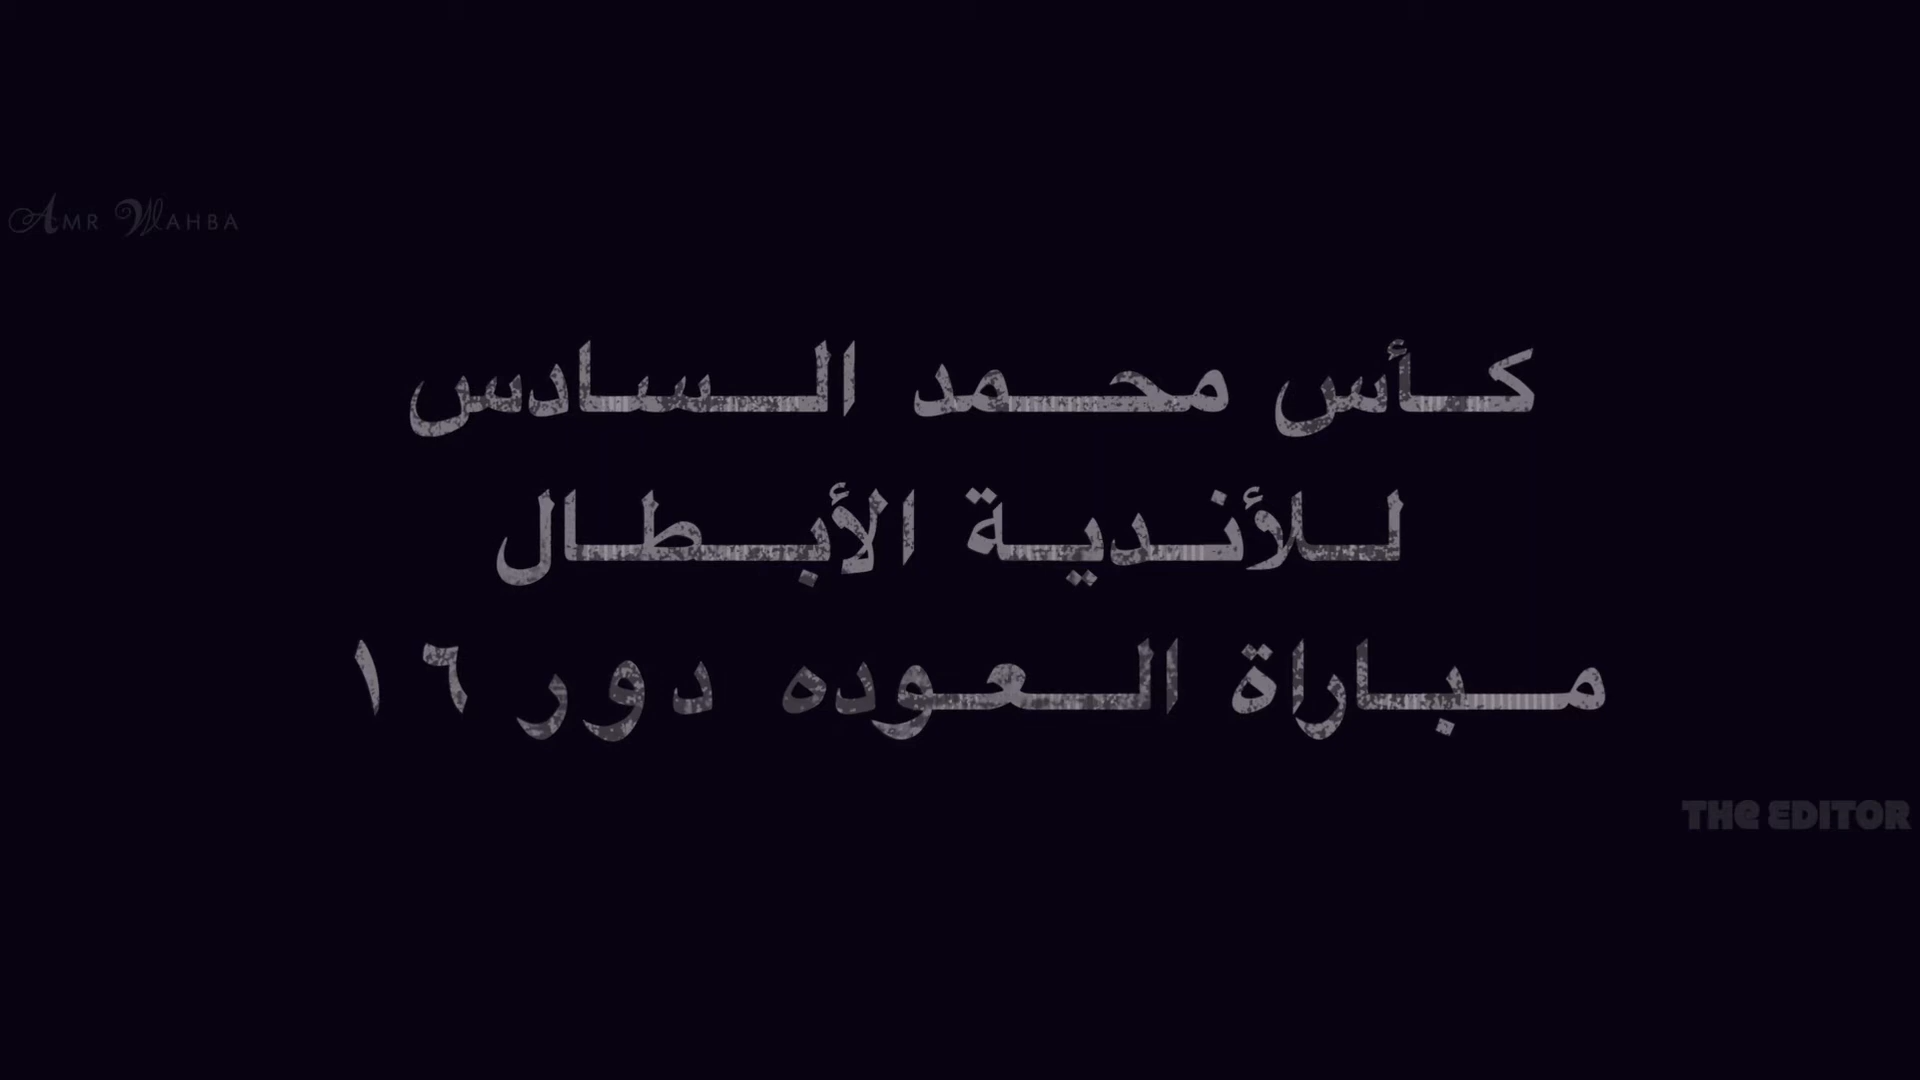 AMR WAHBA
كأس محمد السادس
للأندية الأبطال
مباراة العوده دور ١٦
THE EDITOR